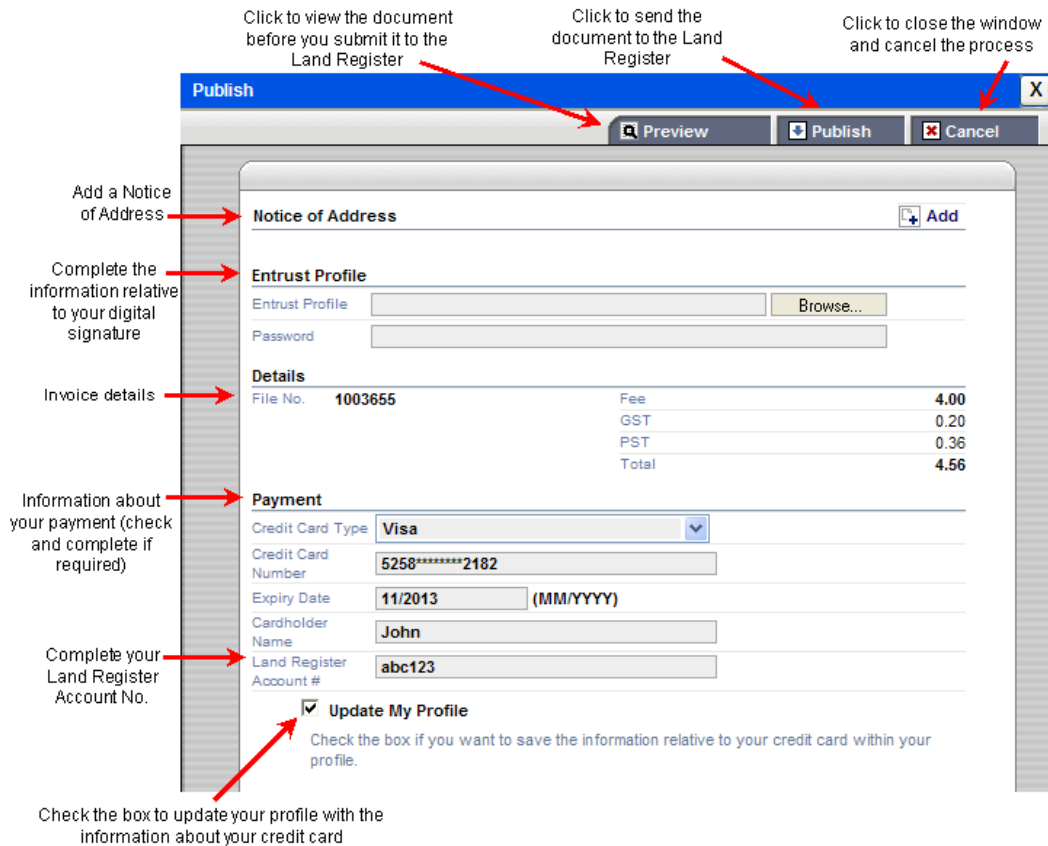 Click to view the document
before you submit it to the
Land Register
Click to send the
document to the Land
Register
Click to close the window
and cancel the process
Publish
X
Preview
Publish
Cancel
Add a Notice
of Address
Notice of Address
Add
Complete the
information relative
to your digital
signature
Entrust Profile
Entrust Profile
Browse...
Password
Details
Invoice details
File No. 1003655
Fee 4.00
GST 0.20
PST 0.36
Total 4.56
Information about
your payment (check
and complete if
required)
Payment
Credit Card Type Visa
Credit Card
Number
5258********2182
Expiry Date 11/2013 (MM/YYYY)
Cardholder
Name
John
Complete your
Land Register
Account No.
Land Register
Account #
abc123
Update My Profile
Check the box if you want to save the information relative to your credit card within your
profile.
Check the box to update your profile with the
information about your credit card